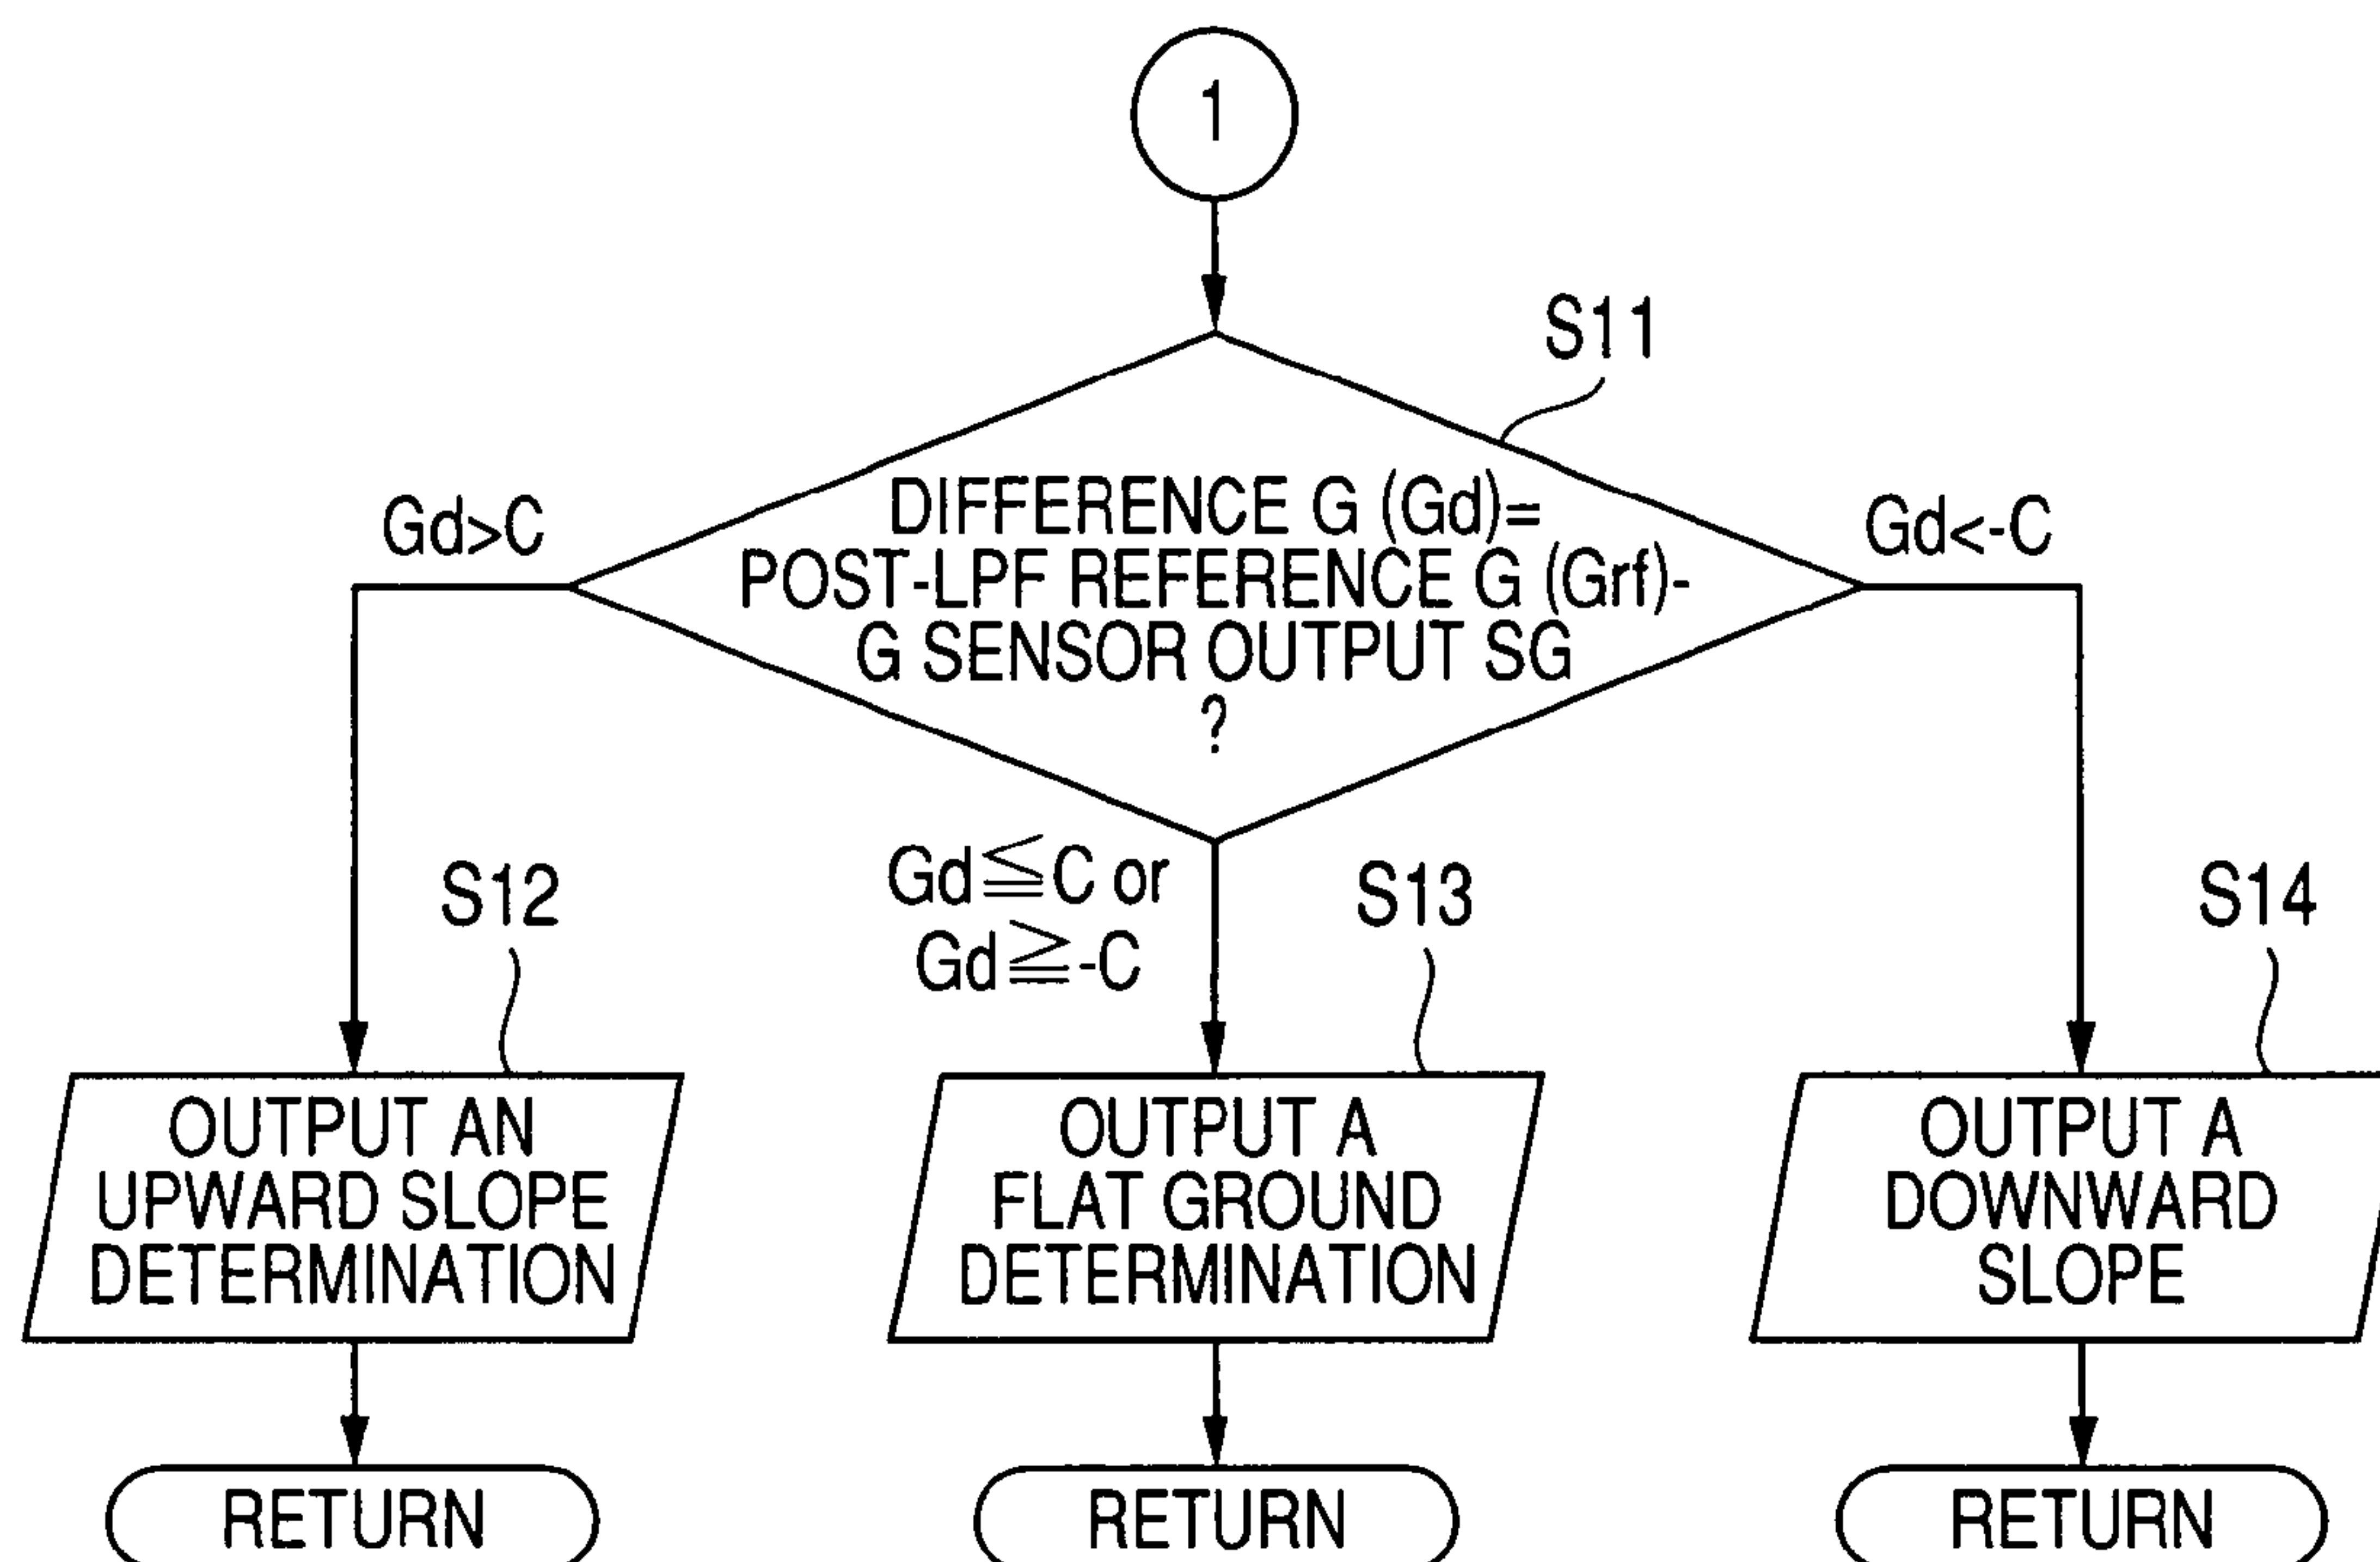 1
S11
DIFFERENCE G (Gd)=
POST-LPF REFERENCE G (Grf)-
G SENSOR OUTPUT SG
?
Gd>C
Gd<-C
Gd≦C or
Gd≧-C
S12
S13
S14
OUTPUT AN
UPWARD SLOPE
DETERMINATION
OUTPUT A
FLAT GROUND
DETERMINATION
OUTPUT A
DOWNWARD
SLOPE
RETURN
RETURN
RETURN